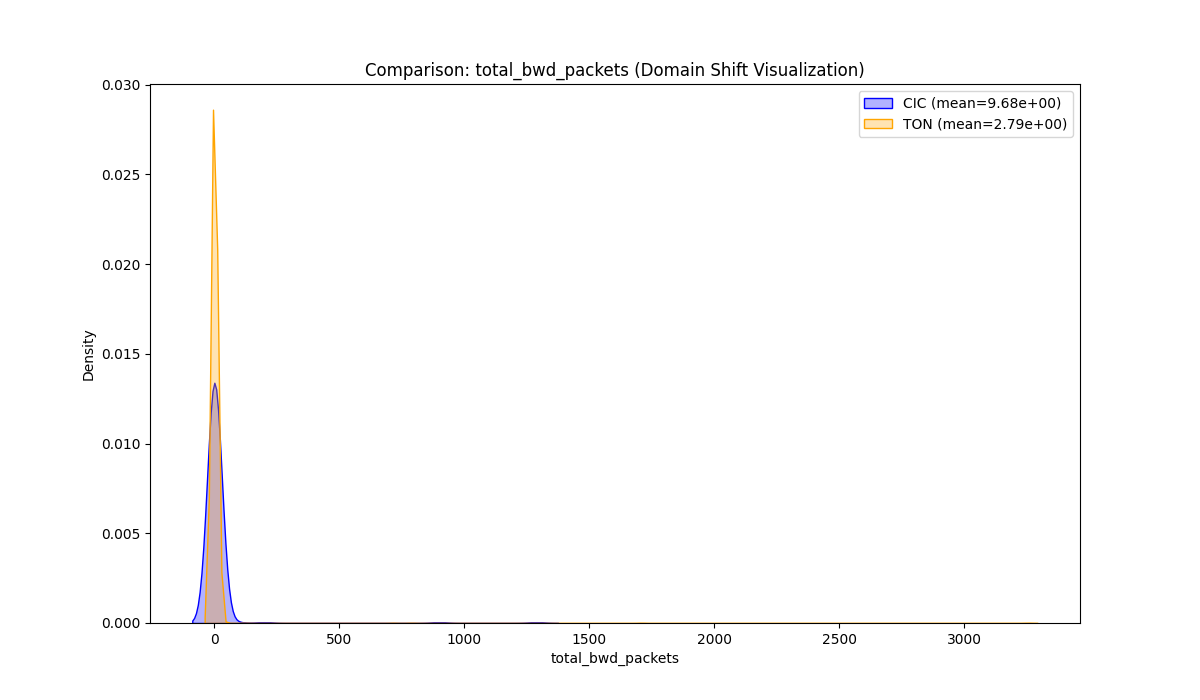 Comparison: total_bwd_packets (Domain Shift Visualization)
CIC (mean=9.68e+00)
TON (mean=2.79e+00)
Density
0.030
0.025
0.020
0.015
0.010
0.005
0.000
0 500 1000 1500 2000 2500 3000
total_bwd_packets